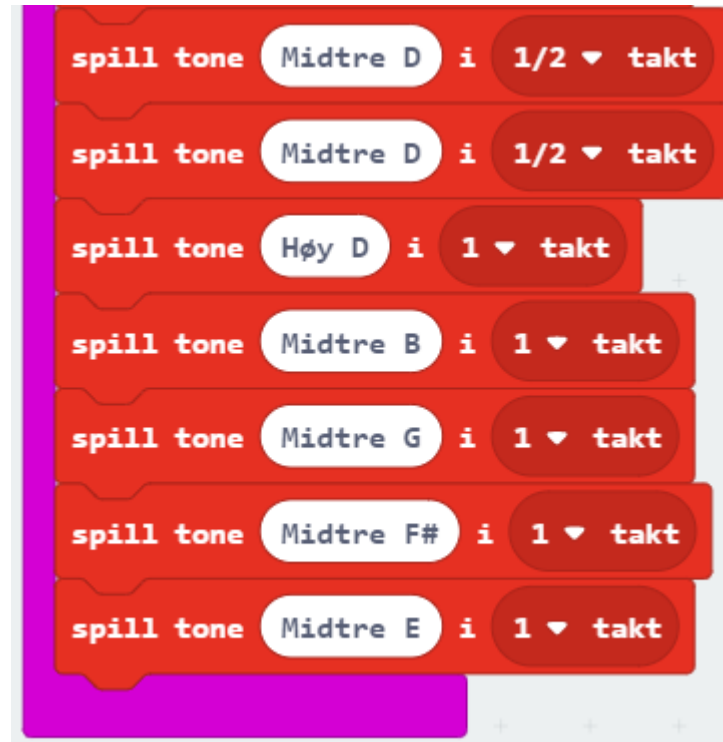 spill tone Midtre D i 1/2 takt
spill tone Midtre D i 1/2 takt
spill tone Høy D i 1 takt
spill tone Midtre B i 1 takt
spill tone Midtre G i 1 takt
spill tone Midtre F# i 1 takt
spill tone Midtre E i 1 takt